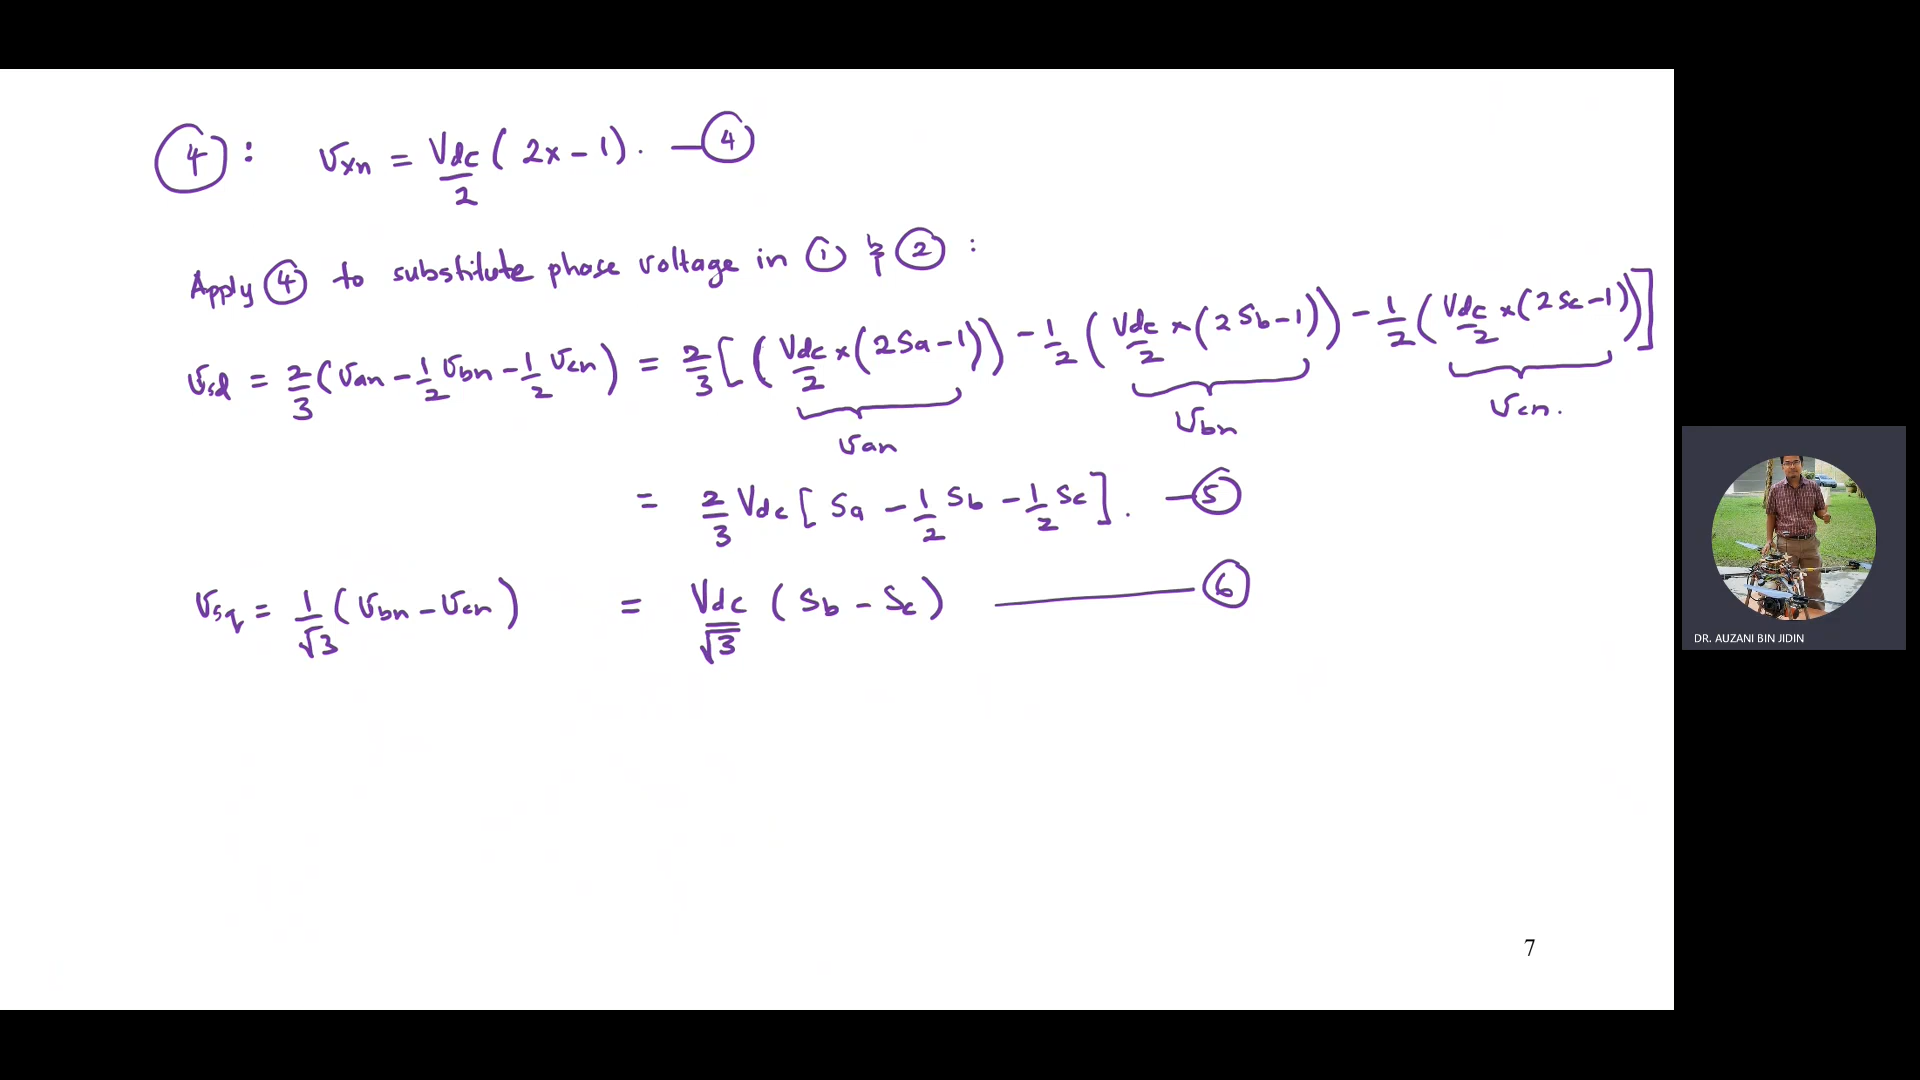 ④ : Vxn = Vdc/2 ( 2x − 1 ). — ④
Apply ④ to substitute phase voltage in ① & ② :
Vsd = 2/3 ( Van − 1/2 Vbn − 1/2 Vcn ) = 2/3 [ ( Vdc/2 × ( 2Sa − 1 ) ) − 1/2 ( Vdc/2 × ( 2Sb − 1 ) ) − 1/2 ( Vdc/2 × ( 2Sc − 1 ) ) ]
Van Vbn Vcn.
= 2/3 Vdc [ Sa − 1/2 Sb − 1/2 Sc ]. — ⑤
Vsq = 1/√3 ( Vbn − Vcn ) = Vdc/√3 ( Sb − Sc ) — ⑥
DR. AUZANI BIN JIDIN
7